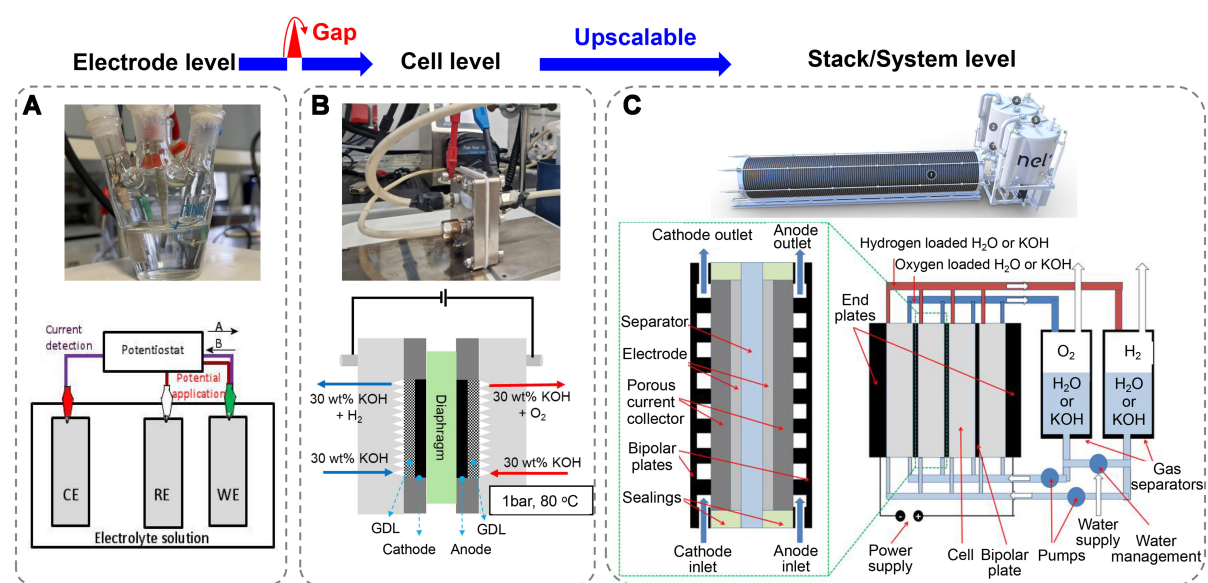 Electrode level
Gap
Cell level
Upscalable
Stack/System level
A
Current
detection
Potentiostat
A
B
Potential
application
CE
RE
WE
Electrolyte solution
B
30 wt% KOH
+ H2
30 wt% KOH
+ O2
Diaphragm
30 wt% KOH
30 wt% KOH
1bar, 80 ºC
GDL
GDL
Cathode
Anode
C
nel
1
4
Cathode outlet
Anode
outlet
Separator
Electrode
Porous
current
collector
Bipolar
plates
Sealings
Cathode
inlet
Anode
inlet
Hydrogen loaded H2O or KOH
Oxygen loaded H2O or KOH
End
plates
O2
H2
H2O
or
KOH
H2O
or
KOH
Gas
separators
- +
Power
supply
Cell
Bipolar
plate
Pumps
Water
supply
Water
management